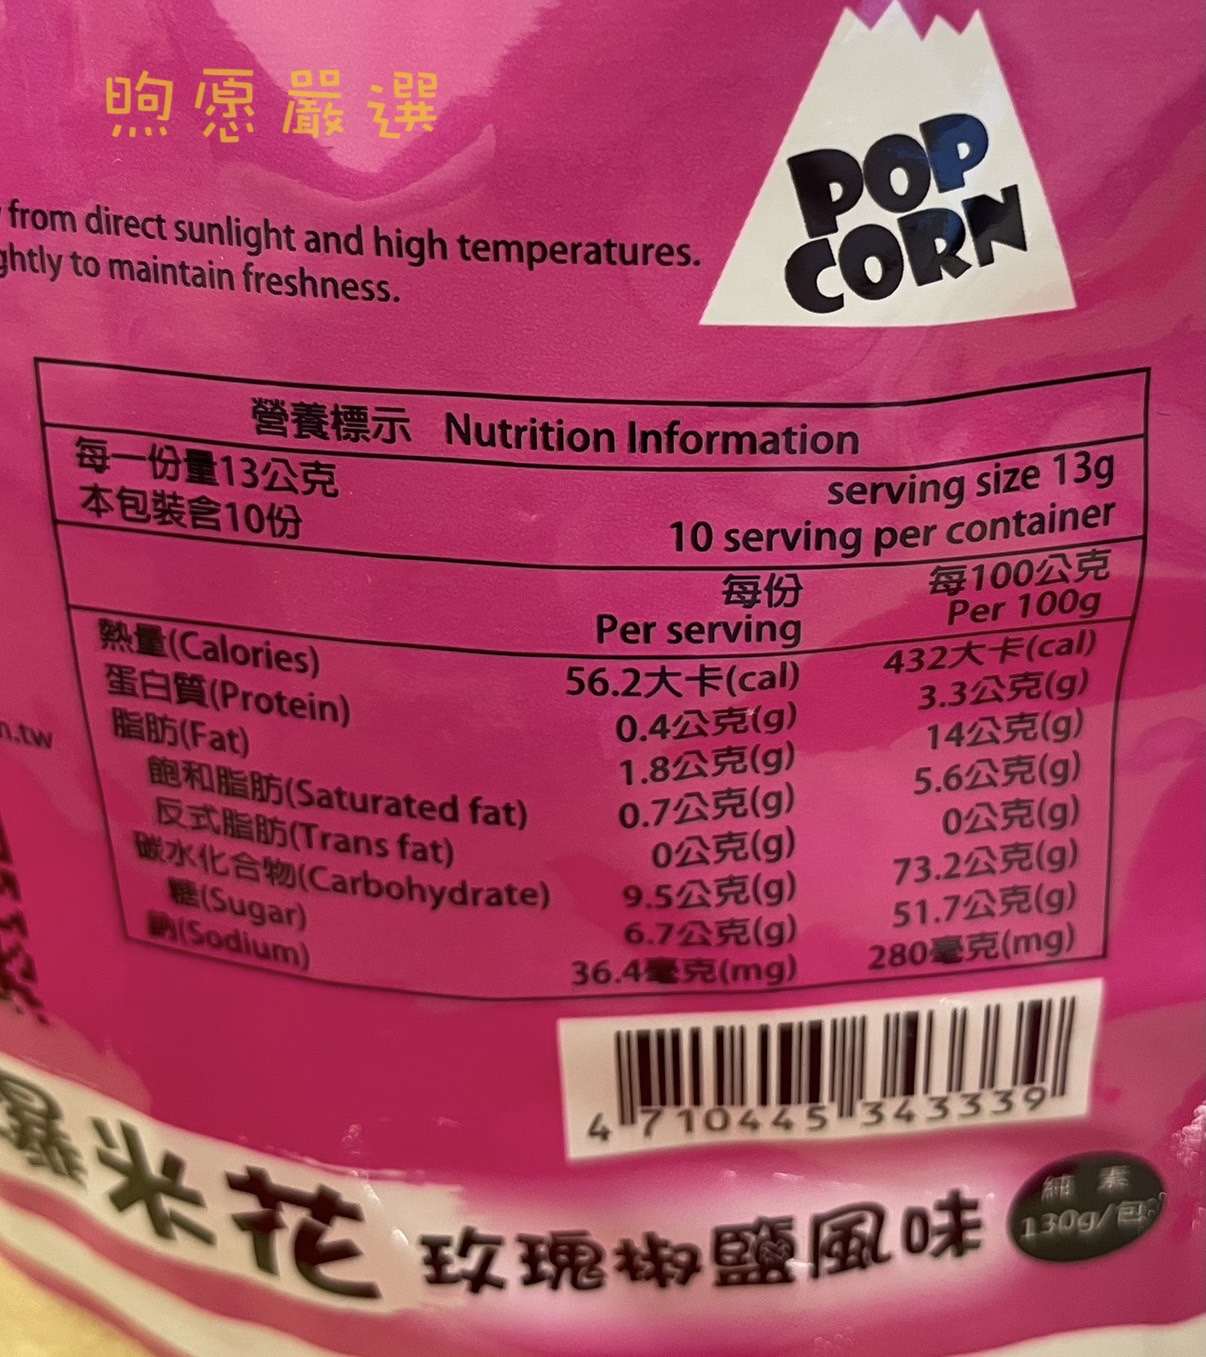 煦愿嚴選
POP
CORN
from direct sunlight and high temperatures.
ghtly to maintain freshness.
營養標示 Nutrition Information
每一份量13公克 serving size 13g
本包裝含10份 10 serving per container
每份 每100公克
Per serving Per 100g
熱量(Calories) 56.2大卡(cal) 432大卡(cal)
蛋白質(Protein) 0.4公克(g) 3.3公克(g)
脂肪(Fat) 1.8公克(g) 14公克(g)
飽和脂肪(Saturated fat) 0.7公克(g) 5.6公克(g)
反式脂肪(Trans fat) 0公克(g) 0公克(g)
碳水化合物(Carbohydrate) 9.5公克(g) 73.2公克(g)
糖(Sugar) 6.7公克(g) 51.7公克(g)
鈉(Sodium) 36.4毫克(mg) 280毫克(mg)
.tw
4 710445 343339
爆米花 玫瑰椒鹽風味
純素
130g/包